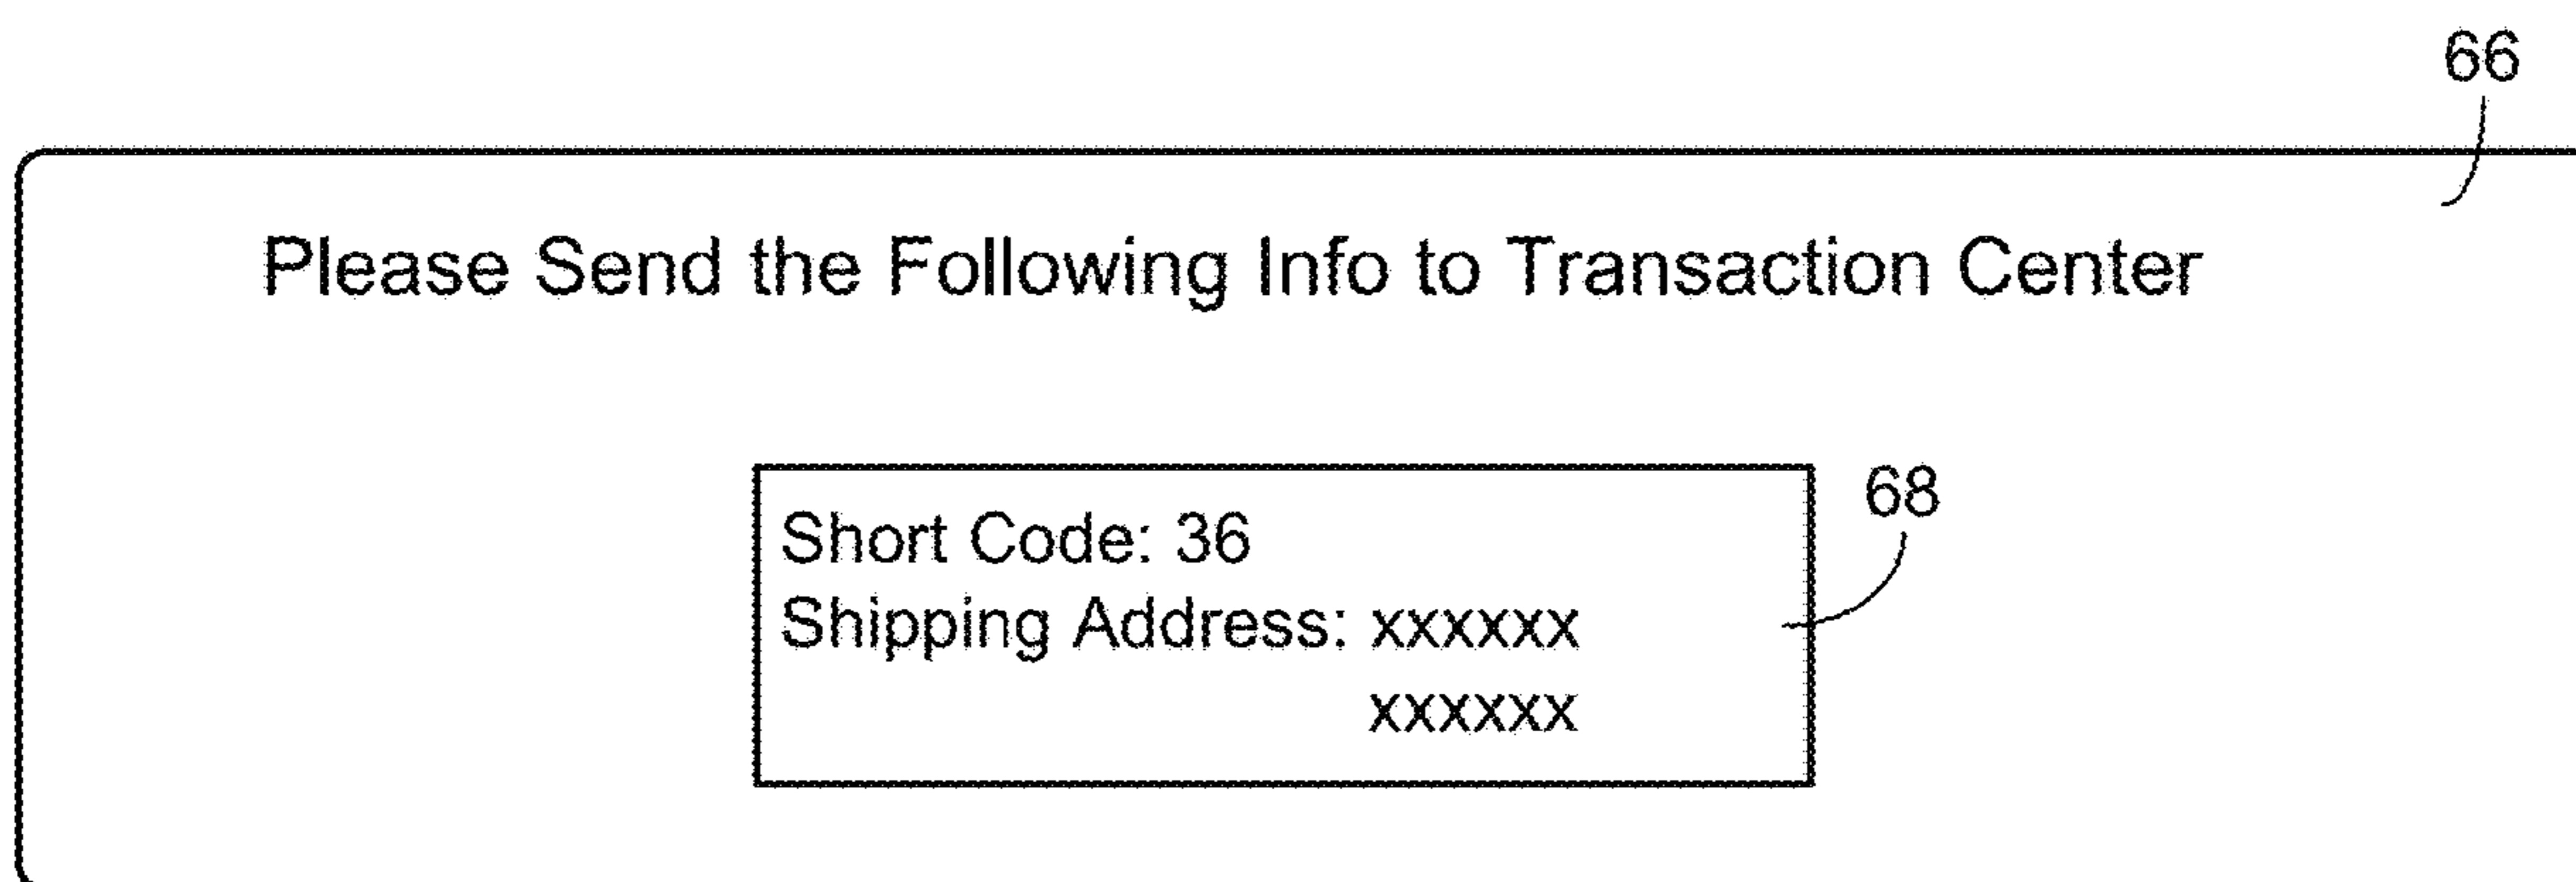 66
Please Send the Following Info to Transaction Center
68
Short Code: 36
Shipping Address: xxxxxx
xxxxxx